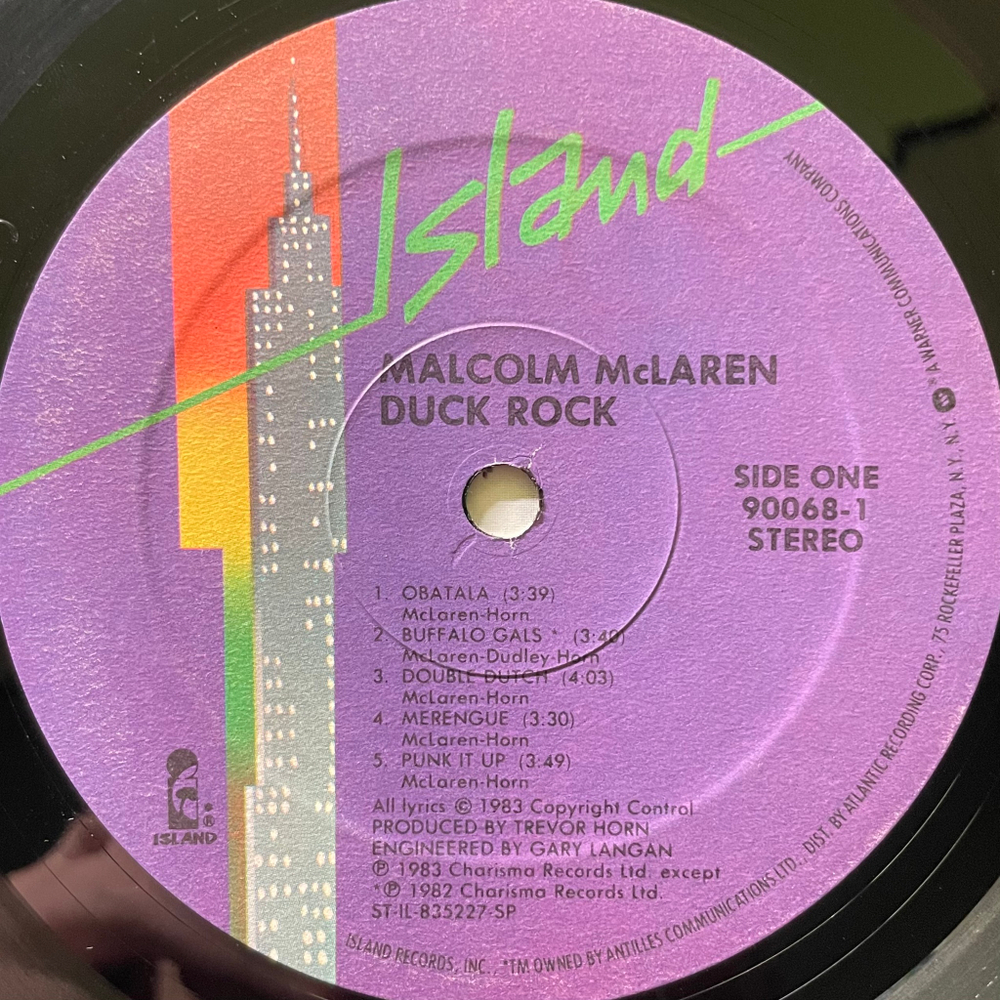 Island
MALCOLM McLAREN
DUCK ROCK
SIDE ONE
90068-1
STEREO
1. OBATALA (3:39)
McLaren-Horn
2. BUFFALO GALS * (3:40)
McLaren-Dudley-Horn
3. DOUBLE DUTCH (4:03)
McLaren-Horn
4. MERENGUE (3:30)
McLaren-Horn
5. PUNK IT UP (3:49)
McLaren-Horn
All lyrics © 1983 Copyright Control
PRODUCED BY TREVOR HORN
ENGINEERED BY GARY LANGAN
℗ 1983 Charisma Records Ltd. except
*℗ 1982 Charisma Records Ltd.
ST-IL-835227-SP
®
ISLAND
ISLAND RECORDS, INC., *TM OWNED BY ANTILLES COMMUNICATIONS LTD., DIST. BY ATLANTIC RECORDING CORP., 75 ROCKEFELLER PLAZA, N.Y., N.Y. ® A WARNER COMMUNICATIONS COMPANY